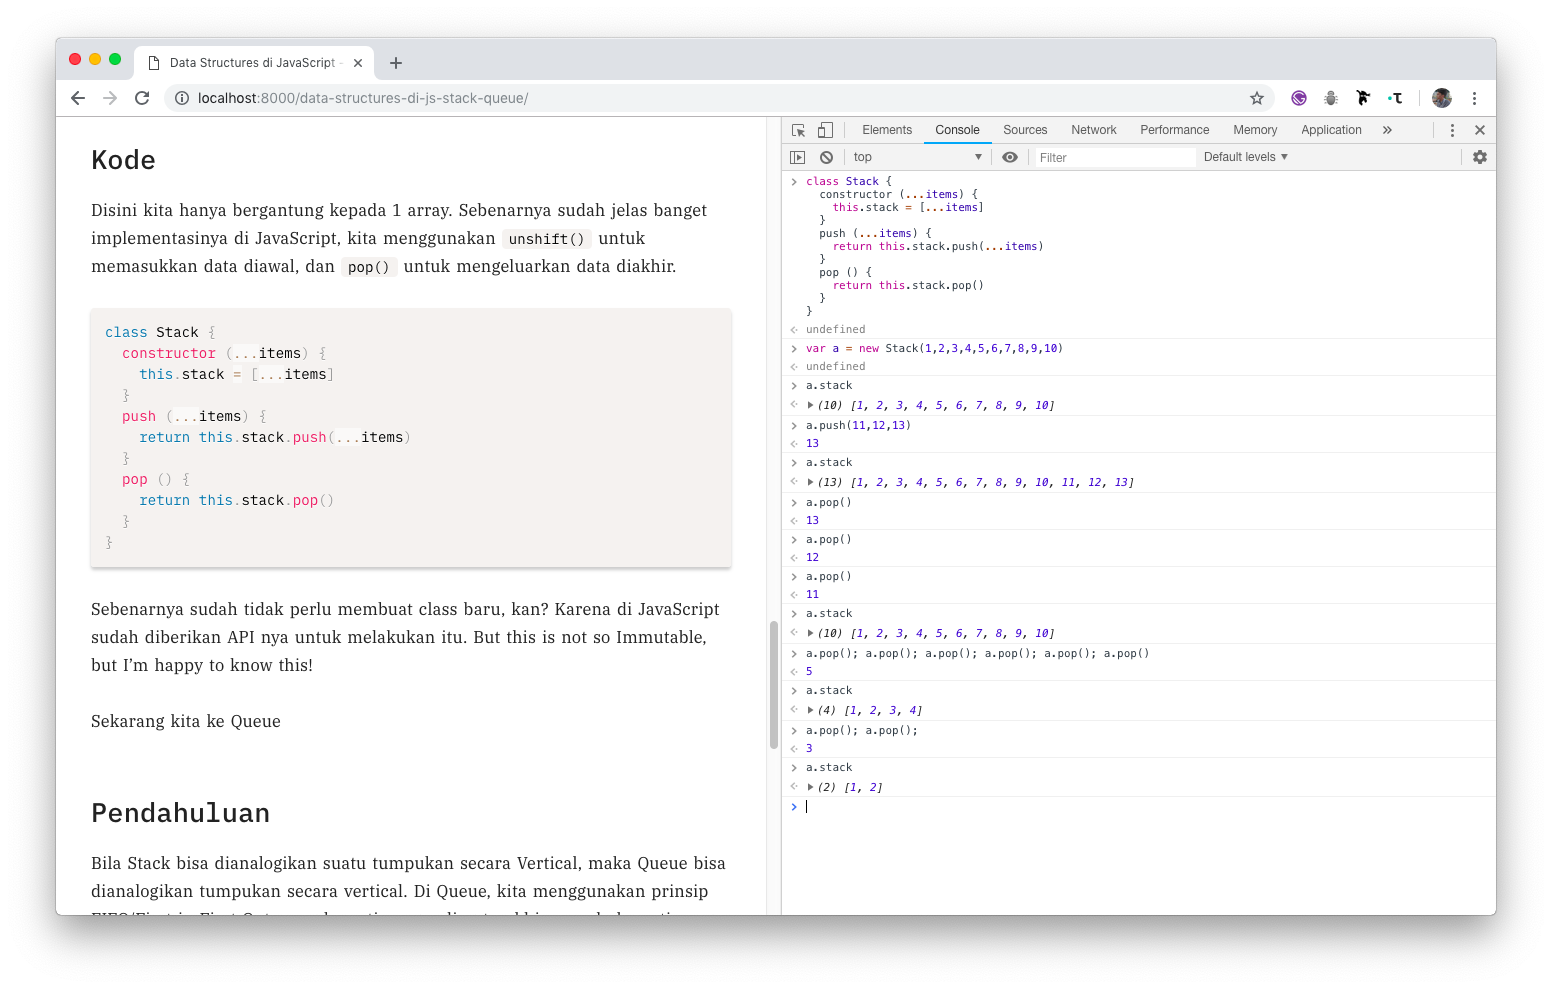 Data Structures di JavaScript -
localhost:8000/data-structures-di-js-stack-queue/
Kode
Disini kita hanya bergantung kepada 1 array. Sebenarnya sudah jelas banget
implementasinya di JavaScript, kita menggunakan unshift() untuk
memasukkan data diawal, dan pop() untuk mengeluarkan data diakhir.
class Stack {
  constructor (...items) {
    this.stack = [...items]
  }
  push (...items) {
    return this.stack.push(...items)
  }
  pop () {
    return this.stack.pop()
  }
}
Sebenarnya sudah tidak perlu membuat class baru, kan? Karena di JavaScript
sudah diberikan API nya untuk melakukan itu. But this is not so Immutable,
but I’m happy to know this!
Sekarang kita ke Queue
Pendahuluan
Bila Stack bisa dianalogikan suatu tumpukan secara Vertical, maka Queue bisa
dianalogikan tumpukan secara vertical. Di Queue, kita menggunakan prinsip
Elements Console Sources Network Performance Memory Application »
top Filter Default levels
class Stack {
  constructor (...items) {
    this.stack = [...items]
  }
  push (...items) {
    return this.stack.push(...items)
  }
  pop () {
    return this.stack.pop()
  }
}
undefined
var a = new Stack(1,2,3,4,5,6,7,8,9,10)
undefined
a.stack
(10) [1, 2, 3, 4, 5, 6, 7, 8, 9, 10]
a.push(11,12,13)
13
a.stack
(13) [1, 2, 3, 4, 5, 6, 7, 8, 9, 10, 11, 12, 13]
a.pop()
13
a.pop()
12
a.pop()
11
a.stack
(10) [1, 2, 3, 4, 5, 6, 7, 8, 9, 10]
a.pop(); a.pop(); a.pop(); a.pop(); a.pop(); a.pop()
5
a.stack
(4) [1, 2, 3, 4]
a.pop(); a.pop();
3
a.stack
(2) [1, 2]